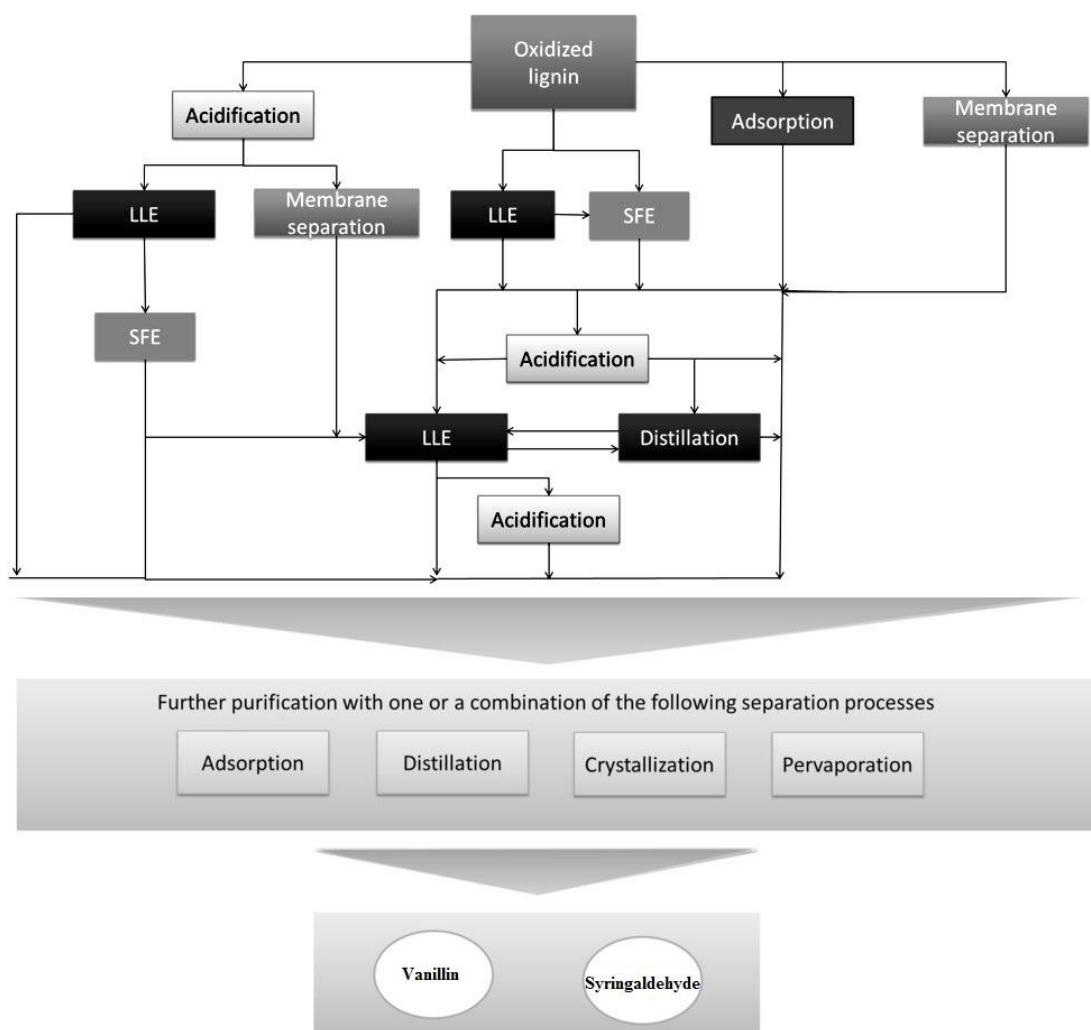 Oxidized
lignin
Acidification
Adsorption
Membrane
separation
LLE
Membrane
separation
LLE
SFE
SFE
Acidification
LLE
Distillation
Acidification
Further purification with one or a combination of the following separation processes
Adsorption
Distillation
Crystallization
Pervaporation
Vanillin
Syringaldehyde